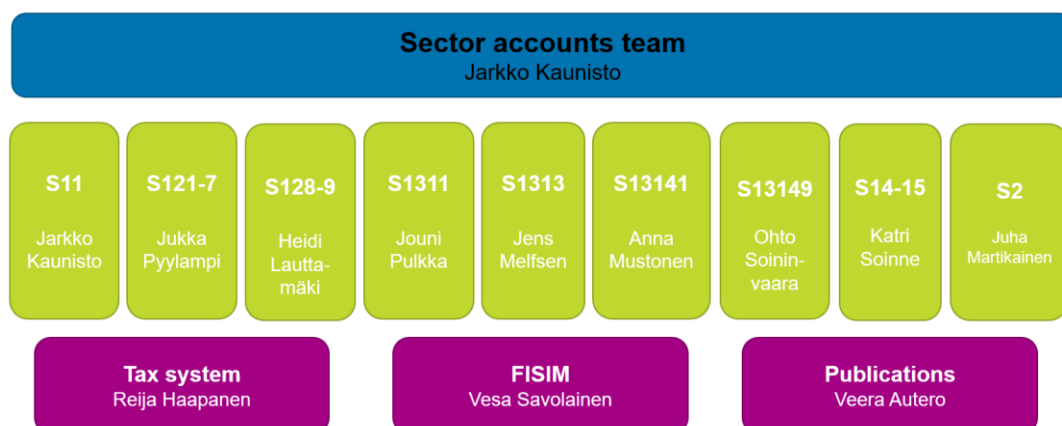 Sector accounts team
Jarkko Kaunisto
S11
Jarkko
Kaunisto
S121-7
Jukka
Pyylampi
S128-9
Heidi
Lautta-
mäki
S1311
Jouni
Pulkka
S1313
Jens
Melfsen
S13141
Anna
Mustonen
S13149
Ohto
Soinin-
vaara
S14-15
Katri
Soinne
S2
Juha
Martikainen
Tax system
Reija Haapanen
FISIM
Vesa Savolainen
Publications
Veera Autero